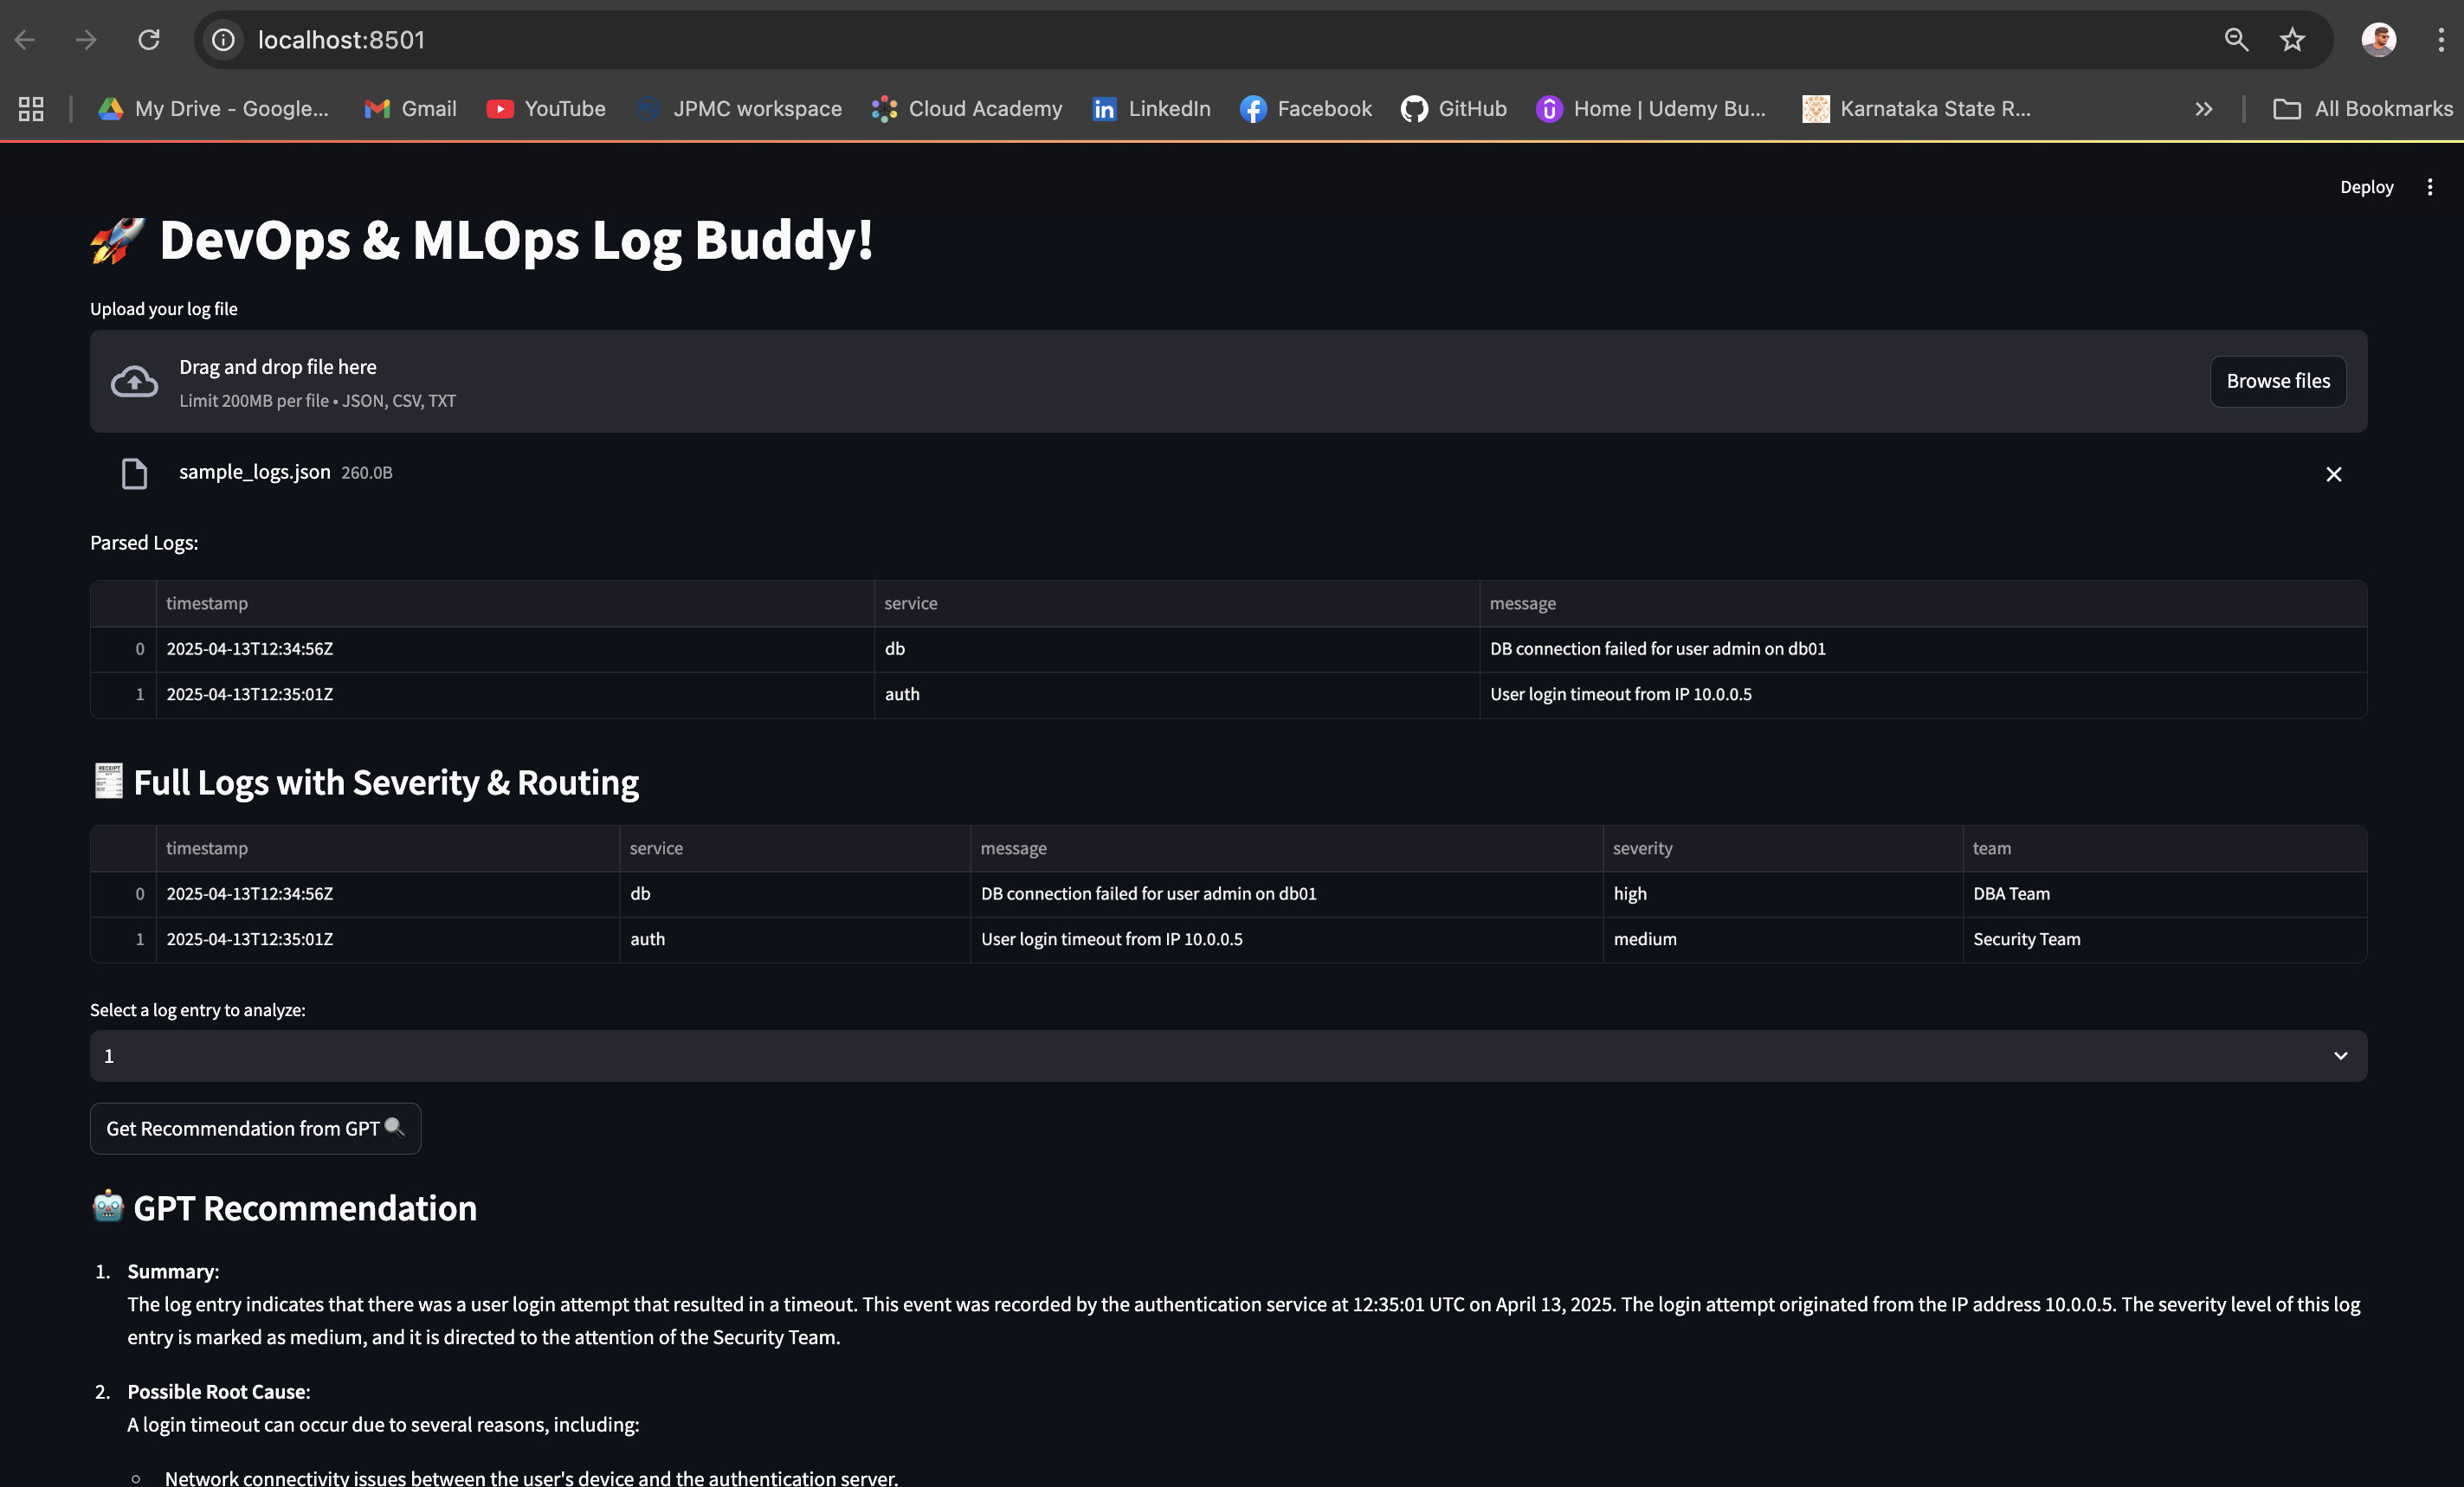 localhost:8501
My Drive - Google... Gmail YouTube JPMC workspace Cloud Academy LinkedIn Facebook GitHub Home | Udemy Bu... Karnataka State R... All Bookmarks
Deploy
DevOps & MLOps Log Buddy!
Upload your log file
Drag and drop file here
Limit 200MB per file • JSON, CSV, TXT
Browse files
sample_logs.json 260.0B
Parsed Logs:
timestamp service message
0 2025-04-13T12:34:56Z db DB connection failed for user admin on db01
1 2025-04-13T12:35:01Z auth User login timeout from IP 10.0.0.5
Full Logs with Severity & Routing
timestamp service message severity team
0 2025-04-13T12:34:56Z db DB connection failed for user admin on db01 high DBA Team
1 2025-04-13T12:35:01Z auth User login timeout from IP 10.0.0.5 medium Security Team
Select a log entry to analyze:
1
Get Recommendation from GPT
GPT Recommendation
1. Summary:
The log entry indicates that there was a user login attempt that resulted in a timeout. This event was recorded by the authentication service at 12:35:01 UTC on April 13, 2025. The login attempt originated from the IP address 10.0.0.5. The severity level of this log
entry is marked as medium, and it is directed to the attention of the Security Team.
2. Possible Root Cause:
A login timeout can occur due to several reasons, including:
Network connectivity issues between the user's device and the authentication server.